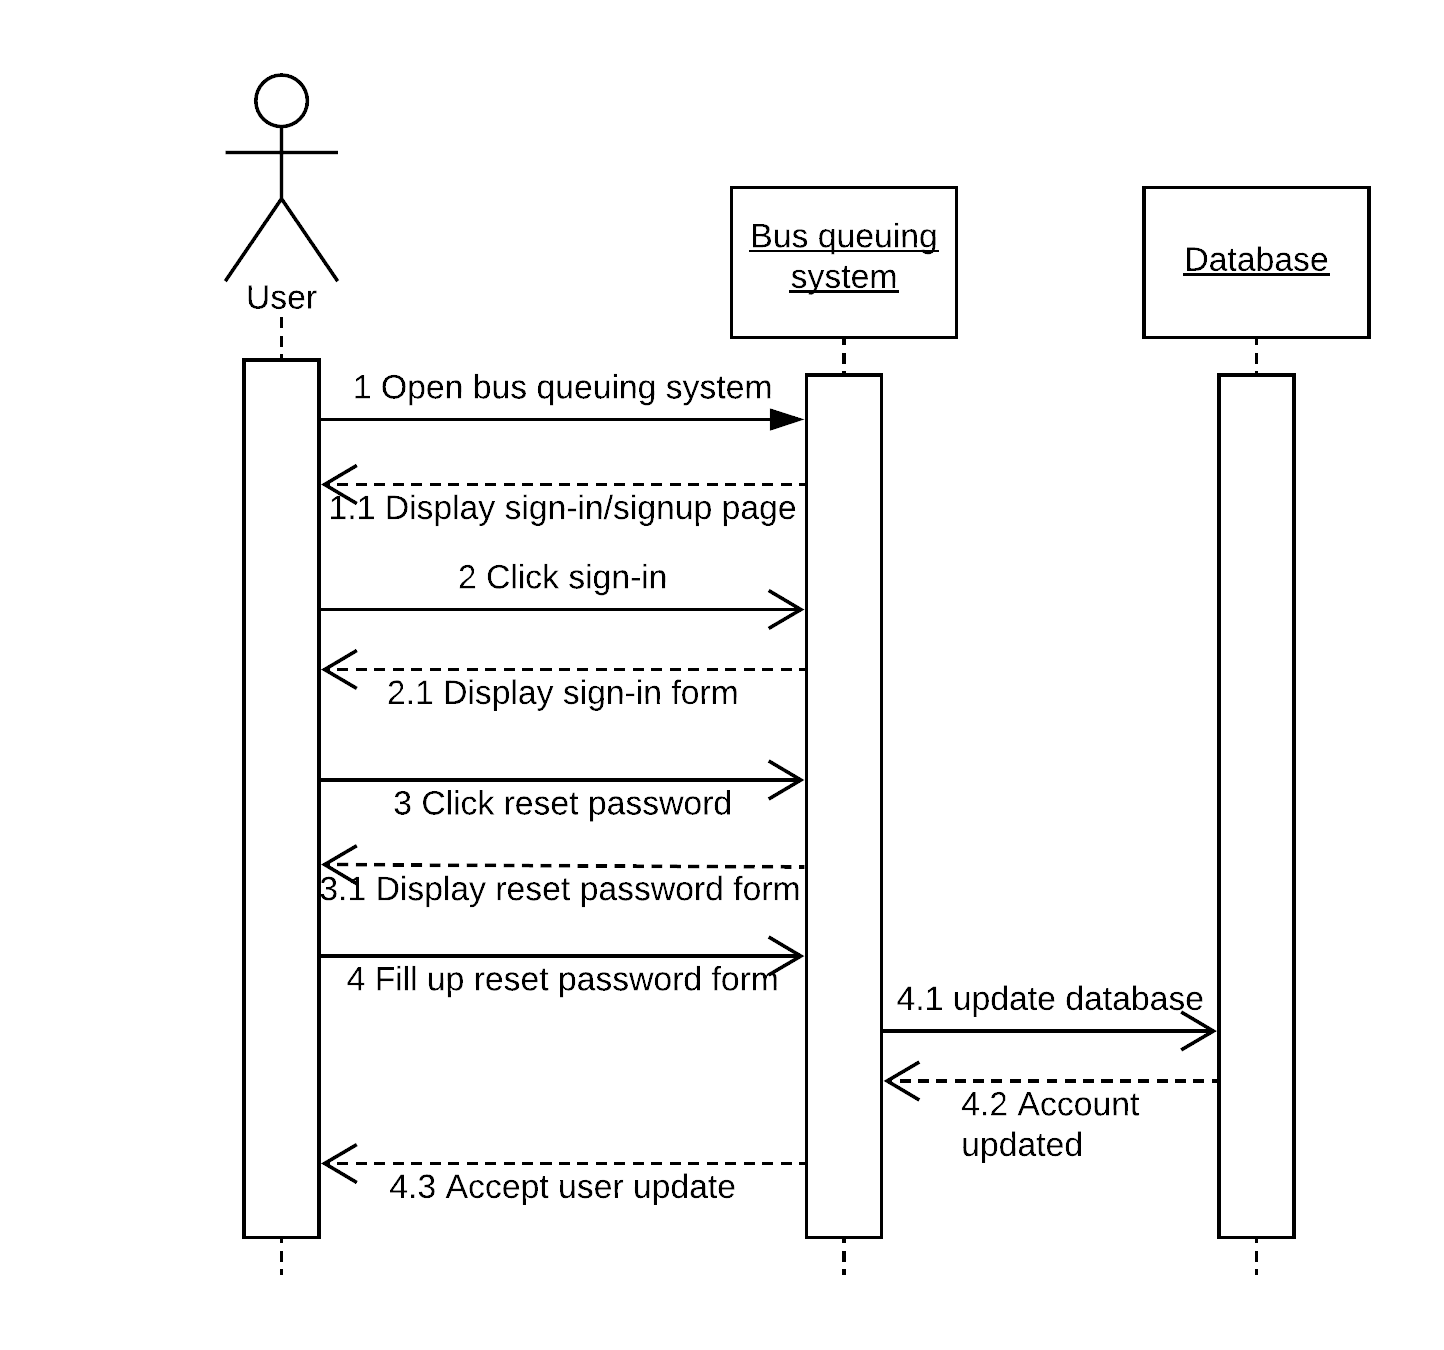 User
Bus queuing
system
Database
1 Open bus queuing system
1.1 Display sign-in/signup page
2 Click sign-in
2.1 Display sign-in form
3 Click reset password
3.1 Display reset password form
4 Fill up reset password form
4.1 update database
4.2 Account
updated
4.3 Accept user update